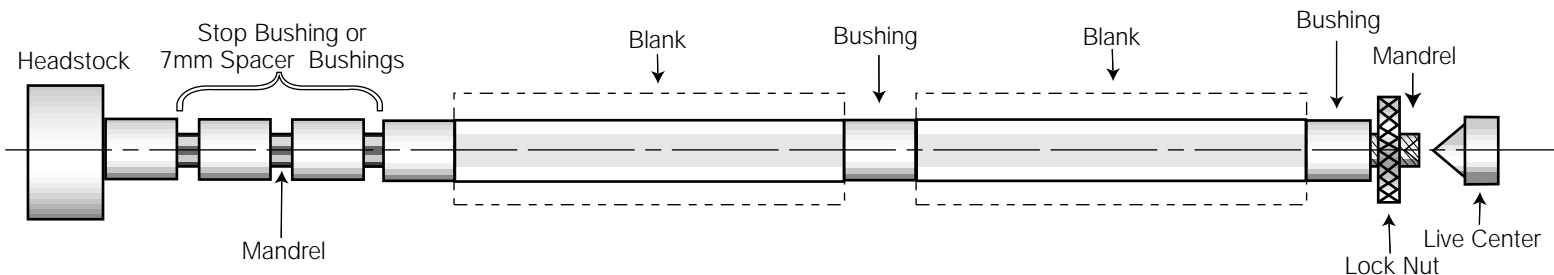 Headstock
Stop Bushing or
7mm Spacer Bushings
Blank
Bushing
Blank
Bushing
Mandrel
Mandrel
Live Center
Lock Nut